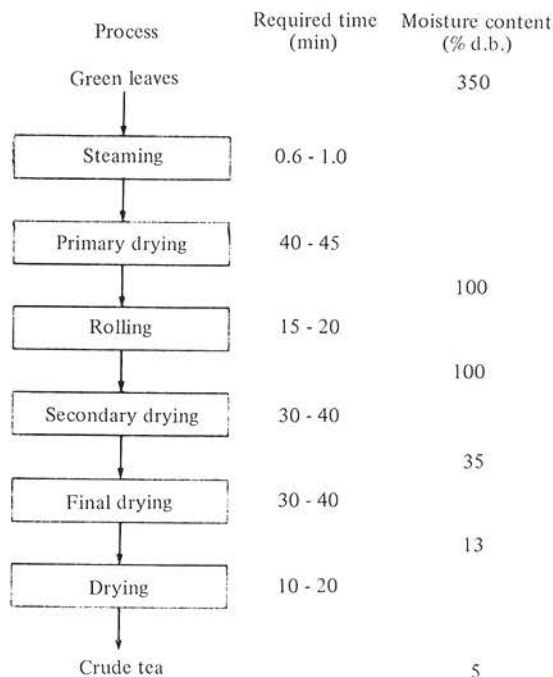 Process Required time Moisture content
(min) (% d.b.)
Green leaves 350
Steaming 0.6 - 1.0
Primary drying 40 - 45
100
Rolling 15 - 20
100
Secondary drying 30 - 40
35
Final drying 30 - 40
13
Drying 10 - 20
Crude tea 5